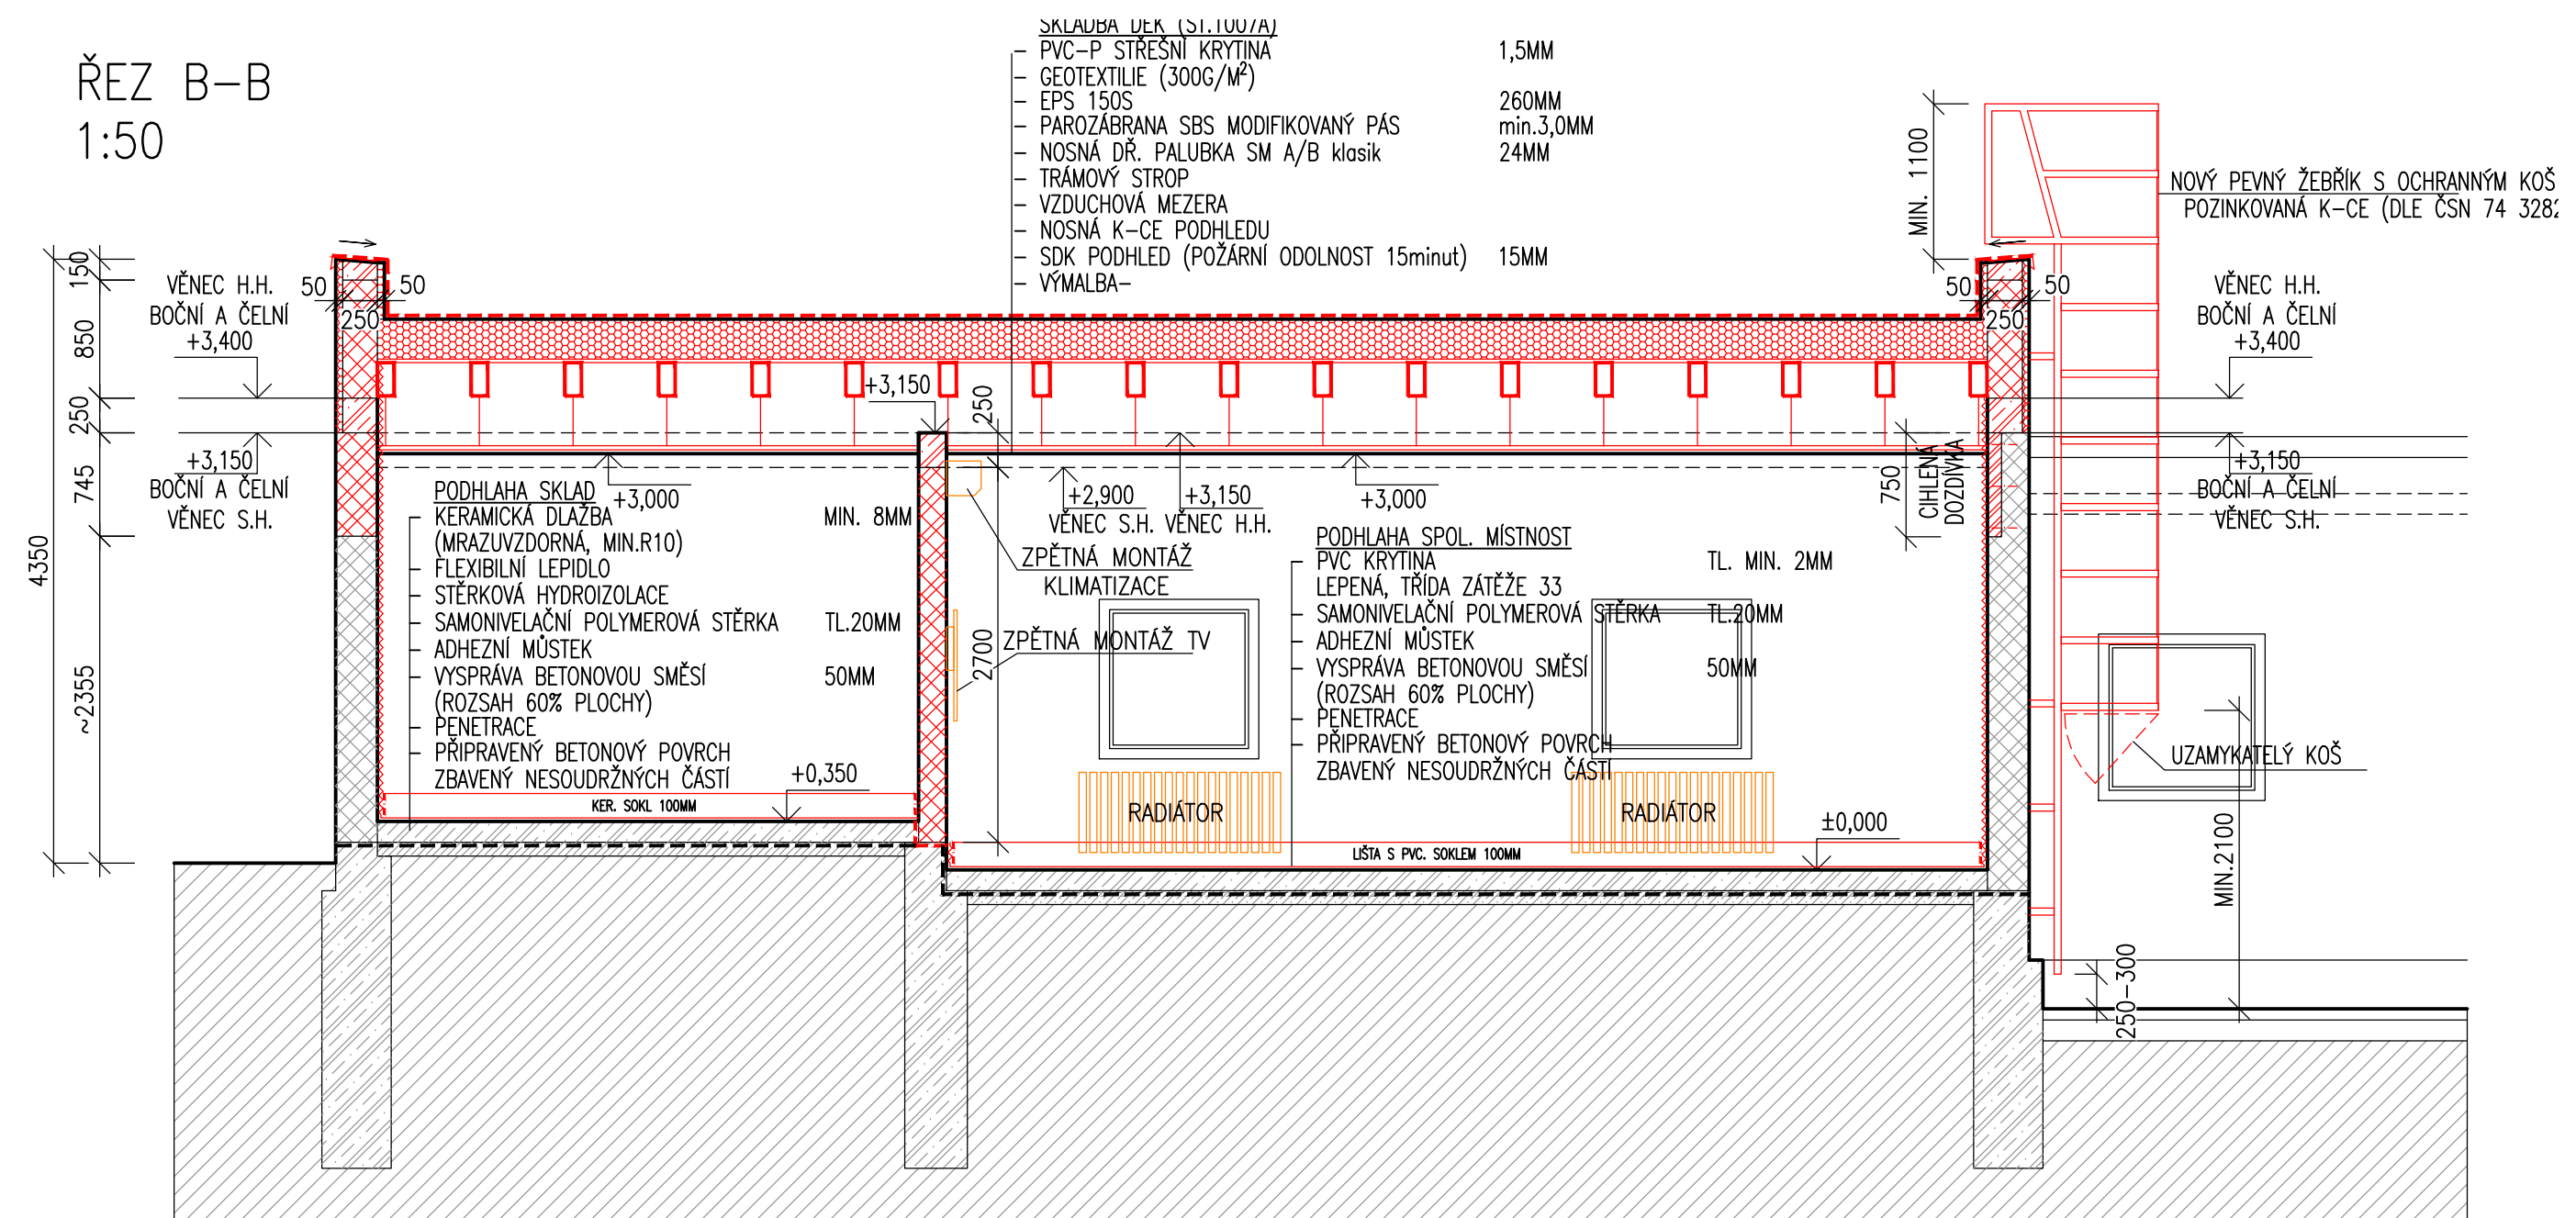 ŘEZ B-B
1:50
SKLADBA DEK (ST.1007A)
PVC-P STŘEŠNÍ KRYTINA 1,5MM
GEOTEXTILIE (300G/M²)
EPS 150S 260MM
PAROZÁBRANA SBS MODIFIKOVANÝ PÁS min.3,0MM
NOSNÁ DŘ. PALUBKA SM A/B klasik 24MM
TRÁMOVÝ STROP
VZDUCHOVÁ MEZERA
NOSNÁ K-CE PODHLEDU
SDK PODHLED (POŽÁRNÍ ODOLNOST 15minut) 15MM
VÝMALBA-
MIN. 1100
NOVÝ PEVNÝ ŽEBŘÍK S OCHRANNÝM KOŠ
POZINKOVANÁ K-CE (DLE ČSN 74 3282
150
850
250
745
~2355
4350
VĚNEC H.H.
BOČNÍ A ČELNÍ
+3,400
50
50
250
+3,150
BOČNÍ A ČELNÍ
VĚNEC S.H.
50
50
250
VĚNEC H.H.
BOČNÍ A ČELNÍ
+3,400
+3,150
BOČNÍ A ČELNÍ
VĚNEC S.H.
+3,150
250
750
CIHLENÁ
DOZDÍVKA
+3,000
+2,900
VĚNEC S.H.
+3,150
VĚNEC H.H.
+3,000
PODHLAHA SKLAD
KERAMICKÁ DLAŽBA MIN. 8MM
(MRAZUVZDORNÁ, MIN.R10)
FLEXIBILNÍ LEPIDLO
STĚRKOVÁ HYDROIZOLACE
SAMONIVELAČNÍ POLYMEROVÁ STĚRKA TL.20MM
ADHEZNÍ MŮSTEK
VYSPRÁVA BETONOVOU SMĚSÍ 50MM
(ROZSAH 60% PLOCHY)
PENETRACE
PŘIPRAVENÝ BETONOVÝ POVRCH
ZBAVENÝ NESOUDRŽNÝCH ČÁSTÍ
+0,350
KER. SOKL 100MM
ZPĚTNÁ MONTÁŽ
KLIMATIZACE
ZPĚTNÁ MONTÁŽ TV
2700
PODHLAHA SPOL. MÍSTNOST
PVC KRYTINA TL. MIN. 2MM
LEPENÁ, TŘÍDA ZÁTĚŽE 33
SAMONIVELAČNÍ POLYMEROVÁ STĚRKA TL.20MM
ADHEZNÍ MŮSTEK
VYSPRÁVA BETONOVOU SMĚSÍ 50MM
(ROZSAH 60% PLOCHY)
PENETRACE
PŘIPRAVENÝ BETONOVÝ POVRCH
ZBAVENÝ NESOUDRŽNÝCH ČÁSTÍ
RADIÁTOR
RADIÁTOR
±0,000
LIŠTA S PVC. SOKLEM 100MM
UZAMYKATELÝ KOŠ
MIN.2100
250-300